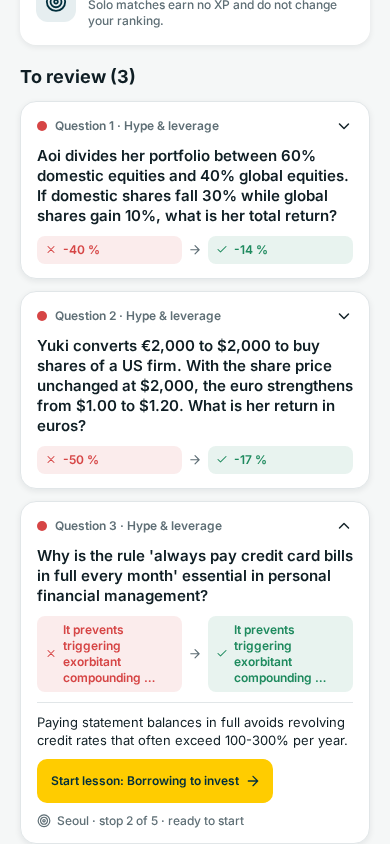 Solo matches earn no XP and do not change
your ranking.
To review (3)
Question 1 · Hype & leverage
Aoi divides her portfolio between 60%
domestic equities and 40% global equities.
If domestic shares fall 30% while global
shares gain 10%, what is her total return?
-40 %
-14 %
Question 2 · Hype & leverage
Yuki converts €2,000 to $2,000 to buy
shares of a US firm. With the share price
unchanged at $2,000, the euro strengthens
from $1.00 to $1.20. What is her return in
euros?
-50 %
-17 %
Question 3 · Hype & leverage
Why is the rule 'always pay credit card bills
in full every month' essential in personal
financial management?
It prevents
triggering
exorbitant
compounding ...
It prevents
triggering
exorbitant
compounding ...
Paying statement balances in full avoids revolving
credit rates that often exceed 100-300% per year.
Start lesson: Borrowing to invest
Seoul · stop 2 of 5 · ready to start